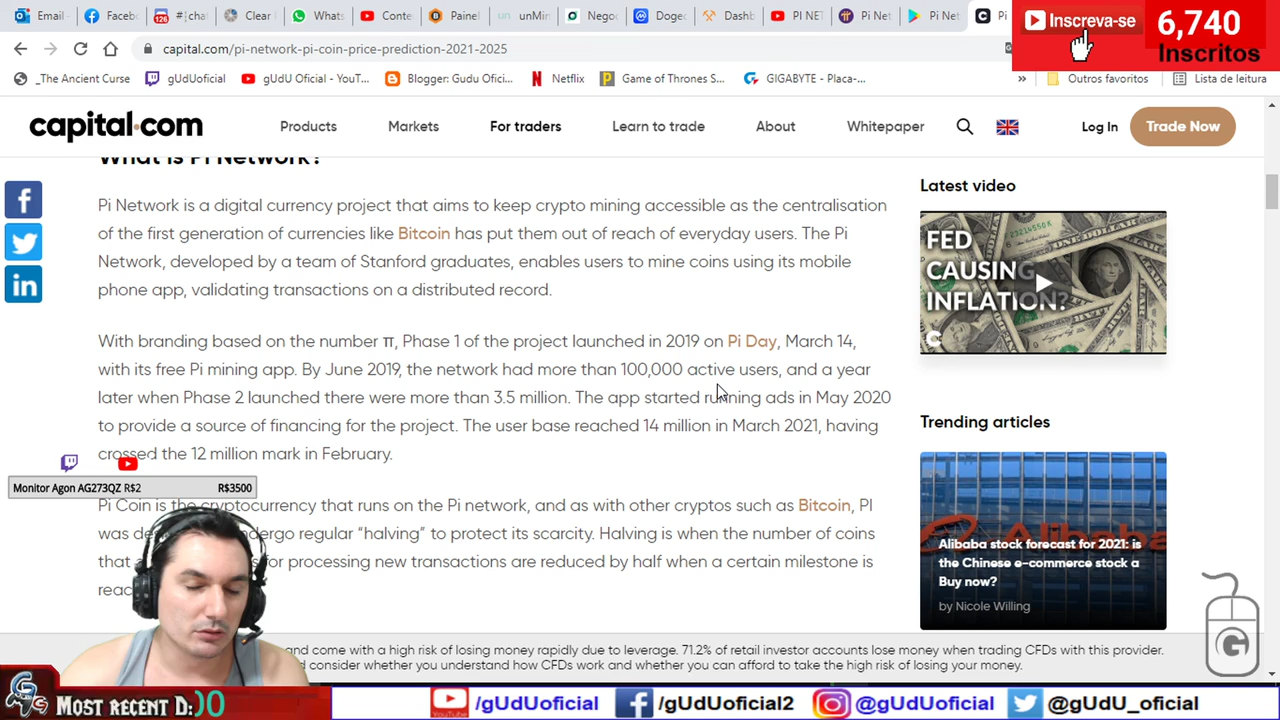 Email
Faceb
126
#⁞chat
Clear
Whats
Conte
Painel
unMin
Negoc
Dogec
Dashb
PI NET
Pi Net
Pi Net
Pi
Inscreva-se
6,740
Inscritos
capital.com/pi-network-pi-coin-price-prediction-2021-2025
_The Ancient Curse
gUdUoficial
gUdU Oficial - YouT...
Blogger: Gudu Ofici...
Netflix
Game of Thrones S...
GIGABYTE - Placa-...
»
Outros favoritos
Lista de leitura
capital.com
Products
Markets
For traders
Learn to trade
About
Whitepaper
Log In
Trade Now
What is Pi Network?
Pi Network is a digital currency project that aims to keep crypto mining accessible as the centralisation
of the first generation of currencies like Bitcoin has put them out of reach of everyday users. The Pi
Network, developed by a team of Stanford graduates, enables users to mine coins using its mobile
phone app, validating transactions on a distributed record.
With branding based on the number π, Phase 1 of the project launched in 2019 on Pi Day, March 14,
with its free Pi mining app. By June 2019, the network had more than 100,000 active users, and a year
later when Phase 2 launched there were more than 3.5 million. The app started running ads in May 2020
to provide a source of financing for the project. The user base reached 14 million in March 2021, having
crossed the 12 million mark in February.
Monitor Agon AG273QZ R$2 R$3500
Pi Coin is the cryptocurrency that runs on the Pi network, and as with other cryptos such as Bitcoin, PI
was de ndergo regular “halving” to protect its scarcity. Halving is when the number of coins
that for processing new transactions are reduced by half when a certain milestone is
reac
Latest video
FED
CAUSING
INFLATION?
Trending articles
Alibaba stock forecast for 2021: is
the Chinese e-commerce stock a
Buy now?
by Nicole Willing
and come with a high risk of losing money rapidly due to leverage. 71.2% of retail investor accounts lose money when trading CFDs with this provider.
d consider whether you understand how CFDs work and whether you can afford to take the high risk of losing your money.
G
Most recent D:
YouTube
/gUdUoficial
/gUdUoficial2
@gUdUoficial
@gUdU_oficial